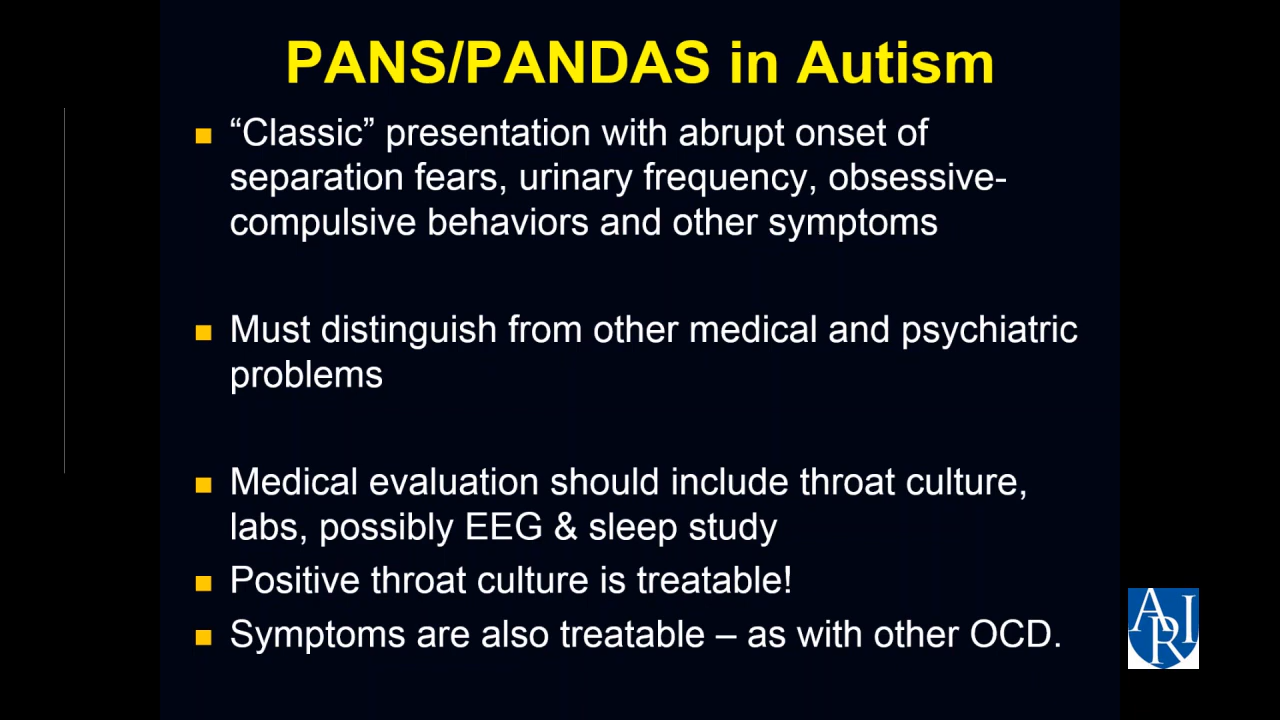 PANS/PANDAS in Autism
“Classic” presentation with abrupt onset of
separation fears, urinary frequency, obsessive-
compulsive behaviors and other symptoms
Must distinguish from other medical and psychiatric
problems
Medical evaluation should include throat culture,
labs, possibly EEG & sleep study
Positive throat culture is treatable!
Symptoms are also treatable – as with other OCD.
ARI